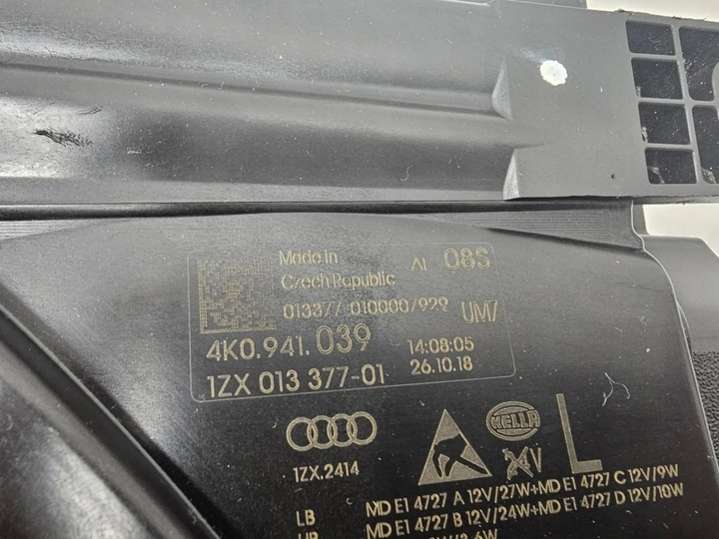 Made in AI 08S
Czech Republic
013377 010000/929 UM/
4K0.941.039 14:08:05
1ZX 013 377-01 26.10.18
HELLA
1ZX.2414 V L
LB MD E1 4727 A 12V/27W+MD E1 4727 C 12V/9W
MD E1 4727 B 12V/24W+MD E1 4727 D 12V/10W